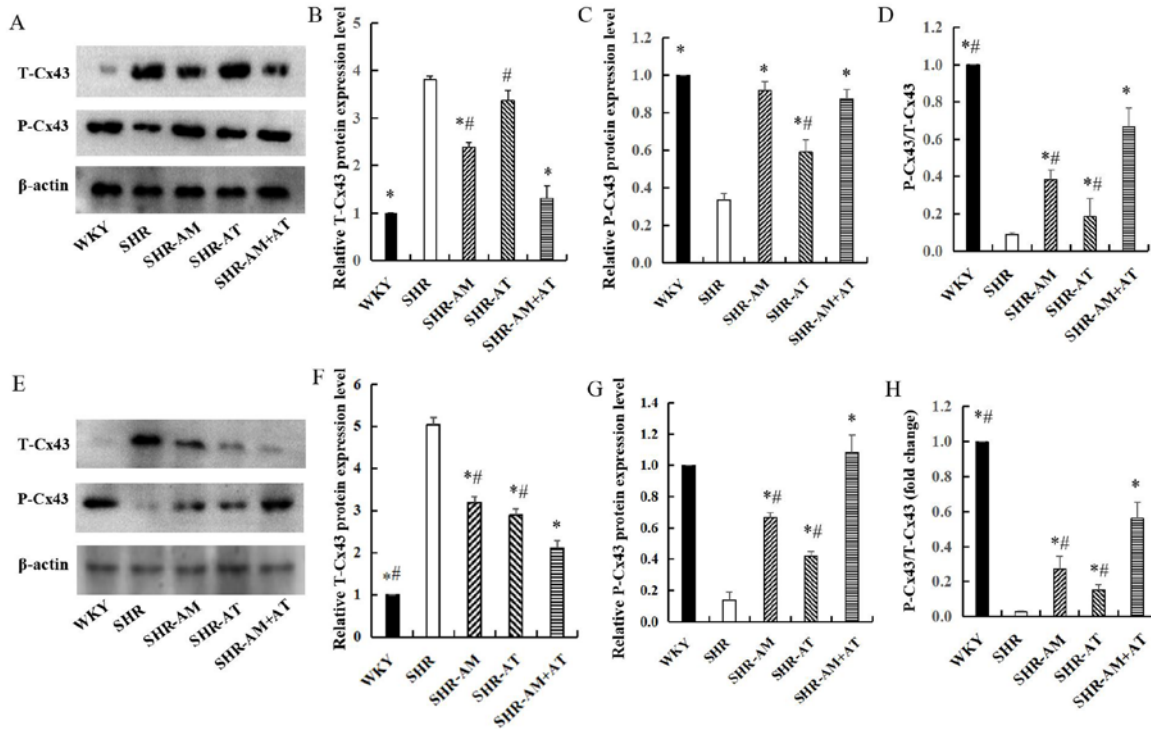 A
T-Cx43
P-Cx43
β-actin
WKY
SHR
SHR-AM
SHR-AT
SHR-AM+AT
B
Relative T-Cx43 protein expression level
5
4
3
2
1
0
*
*#
#
*
WKY
SHR
SHR-AM
SHR-AT
SHR-AM+AT
C
Relative P-Cx43 protein expression level
1.4
1.2
1.0
0.8
0.6
0.4
0.2
0.0
*
*
*#
*
WKY
SHR
SHR-AM
SHR-AT
SHR-AM+AT
D
P-Cx43/T-Cx43
1.2
1.0
0.8
0.6
0.4
0.2
0.0
*#
*#
*#
*
WKY
SHR
SHR-AM
SHR-AT
SHR-AM+AT
E
T-Cx43
P-Cx43
β-actin
WKY
SHR
SHR-AM
SHR-AT
SHR-AM+AT
F
Relative T-Cx43 protein expression level
6
5
4
3
2
1
0
*#
*#
*#
*
WKY
SHR
SHR-AM
SHR-AT
SHR-AM+AT
G
Relative P-Cx43 protein expression level
1.4
1.2
1.0
0.8
0.6
0.4
0.2
0.0
*#
*#
*
WKY
SHR
SHR-AM
SHR-AT
SHR-AM+AT
H
P-Cx43/T-Cx43 (fold change)
1.2
1.0
0.8
0.6
0.4
0.2
0.0
*#
*#
*#
*
WKY
SHR
SHR-AM
SHR-AT
SHR-AM+AT